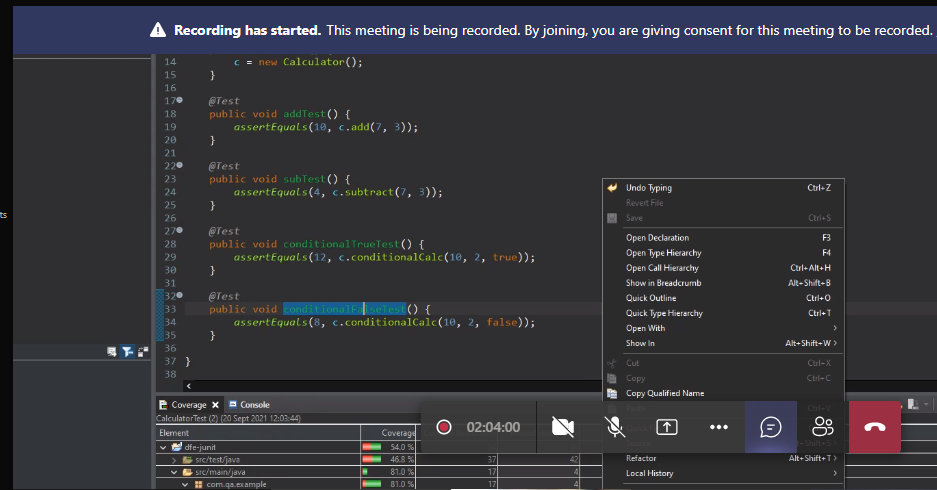 Recording has started. This meeting is being recorded. By joining, you are giving consent for this meeting to be recorded.
ts
14 c = new Calculator();
15 }
16
17 @Test
18 public void addTest() {
19 assertEquals(10, c.add(7, 3));
20 }
21
22 @Test
23 public void subTest() {
24 assertEquals(4, c.subtract(7, 3));
25 }
26
27 @Test
28 public void conditionalTrueTest() {
29 assertEquals(12, c.conditionalCalc(10, 2, true));
30 }
31
32 @Test
33 public void conditionalFalseTest() {
34 assertEquals(8, c.conditionalCalc(10, 2, false));
35 }
36
37 }
38
Undo Typing Ctrl+Z
Revert File
Save Ctrl+S
Open Declaration F3
Open Type Hierarchy F4
Open Call Hierarchy Ctrl+Alt+H
Show in Breadcrumb Alt+Shift+B
Quick Outline Ctrl+O
Quick Type Hierarchy Ctrl+T
Open With
Show In Alt+Shift+W
Cut Ctrl+X
Copy Ctrl+C
Copy Qualified Name
Refactor Alt+Shift+T
Local History
Coverage Console
CalculatorTest (2) (20 Sept 2021 12:03:44)
Element Coverage
dfe-junit 54.0 %
src/test/java 46.8 % 37 42
src/main/java 81.0 % 17 4
com.qa.example 81.0 % 17 4
02:04:00